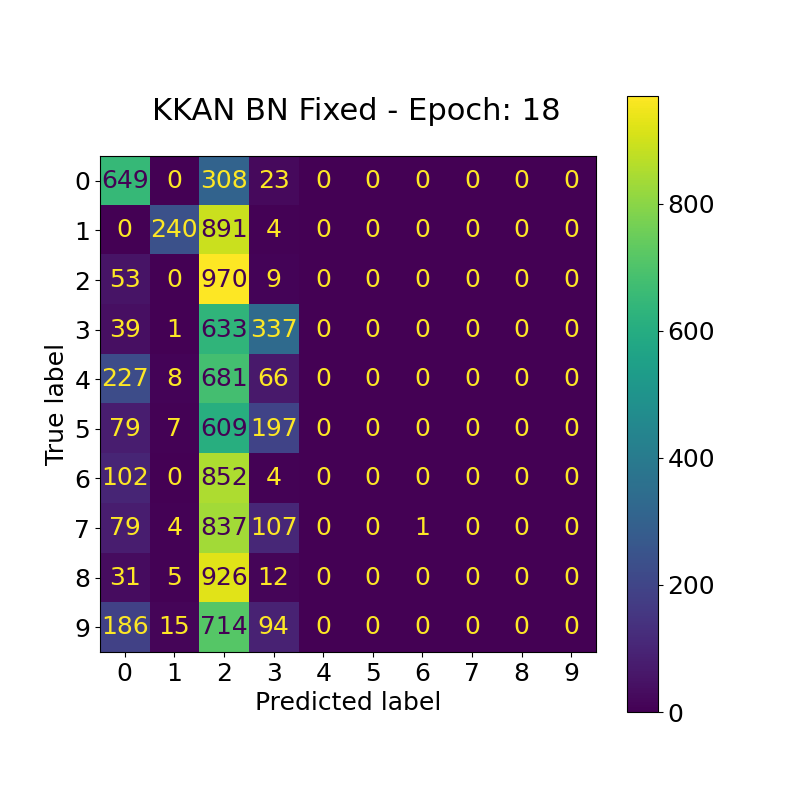 KKAN BN Fixed - Epoch: 18
0 649 0 308 23 0 0 0 0 0 0
1 0 240 891 4 0 0 0 0 0 0
2 53 0 970 9 0 0 0 0 0 0
3 39 1 633 337 0 0 0 0 0 0
4 227 8 681 66 0 0 0 0 0 0
5 79 7 609 197 0 0 0 0 0 0
6 102 0 852 4 0 0 0 0 0 0
7 79 4 837 107 0 0 1 0 0 0
8 31 5 926 12 0 0 0 0 0 0
9 186 15 714 94 0 0 0 0 0 0
0 1 2 3 4 5 6 7 8 9
Predicted label
True label
800
600
400
200
0